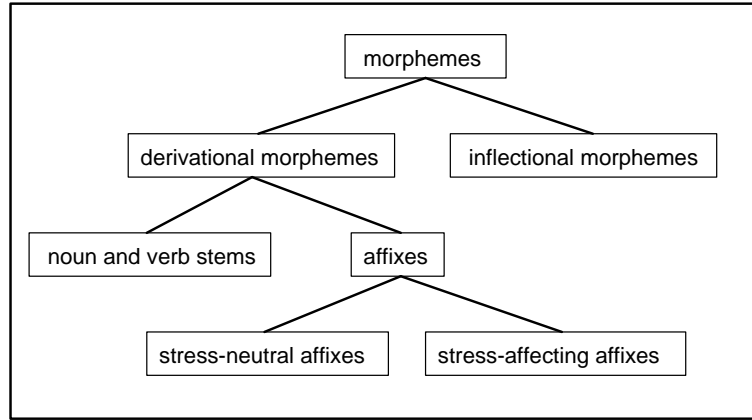 morphemes
derivational morphemes
inflectional morphemes
noun and verb stems
affixes
stress-neutral affixes
stress-affecting affixes